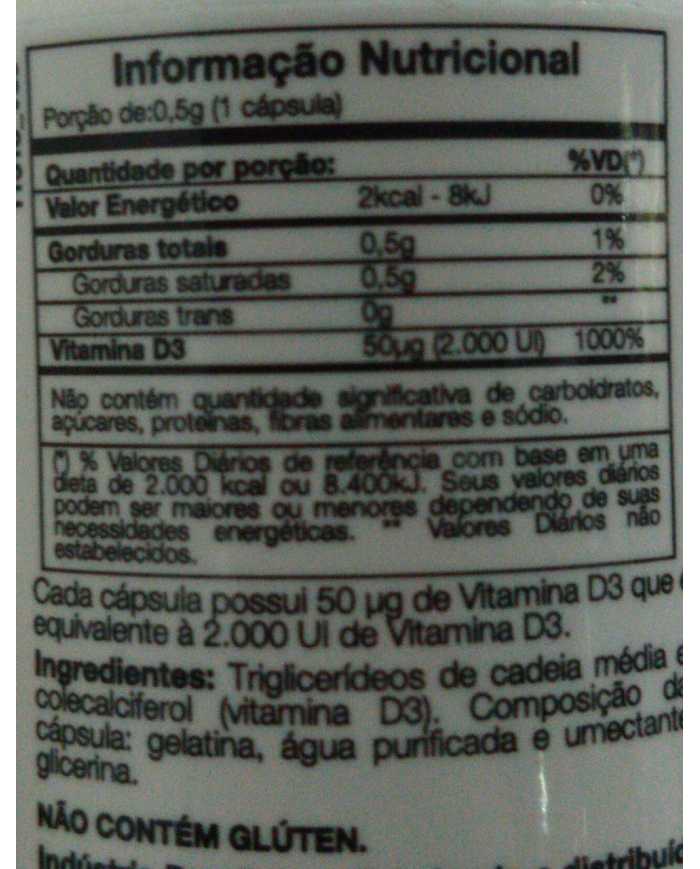 Informação Nutricional
Porção de:0,5g (1 cápsula)
Quantidade por porção: %VD(*)
Valor Energético 2kcal - 8kJ 0%
Gorduras totais 0,5g 1%
Gorduras saturadas 0,5g 2%
Gorduras trans 0g **
Vitamina D3 50µg (2.000 UI) 1000%
Não contém quantidade significativa de carboidratos,
açúcares, proteínas, fibras alimentares e sódio.
(*) % Valores Diários de referência com base em uma
dieta de 2.000 kcal ou 8.400kJ. Seus valores diários
podem ser maiores ou menores dependendo de suas
necessidades energéticas. ** Valores Diários não
estabelecidos.
Cada cápsula possui 50 µg de Vitamina D3 que
equivalente à 2.000 UI de Vitamina D3.
Ingredientes: Triglicerídeos de cadeia média e
colecalciferol (vitamina D3). Composição da
cápsula: gelatina, água purificada e umectante
glicerina.
NÃO CONTÉM GLÚTEN.